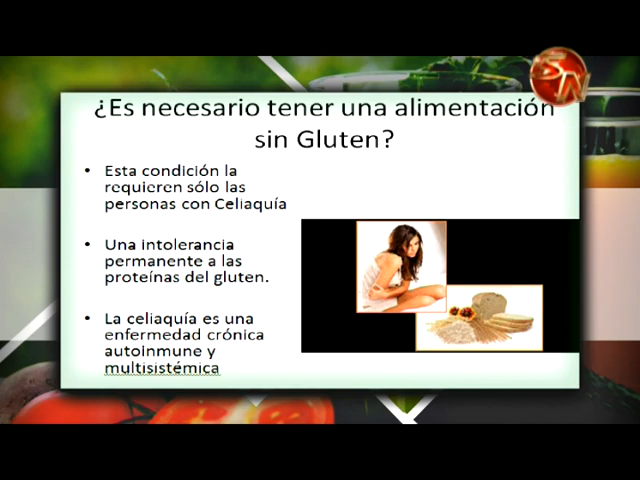 SN
¿Es necesario tener una alimentación
sin Gluten?
• Esta condición la
requieren sólo las
personas con Celiaquía
• Una intolerancia
permanente a las
proteínas del gluten.
• La celiaquía es una
enfermedad crónica
autoinmune y
multisistémica